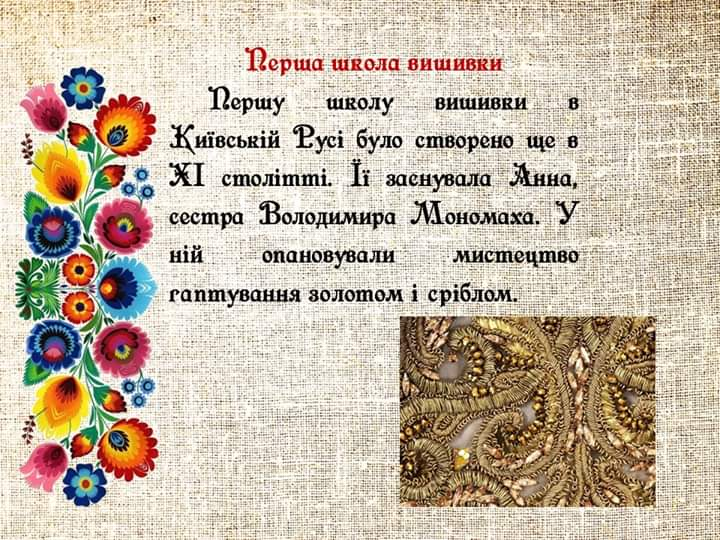 Перша школа вишивки
Першу школу вишивки в
Київській Русі було створено ще в
XI столітті. Її заснувала Анна,
сестра Володимира Мономаха. У
ній опановували мистецтво
гаптування золотом і сріблом.